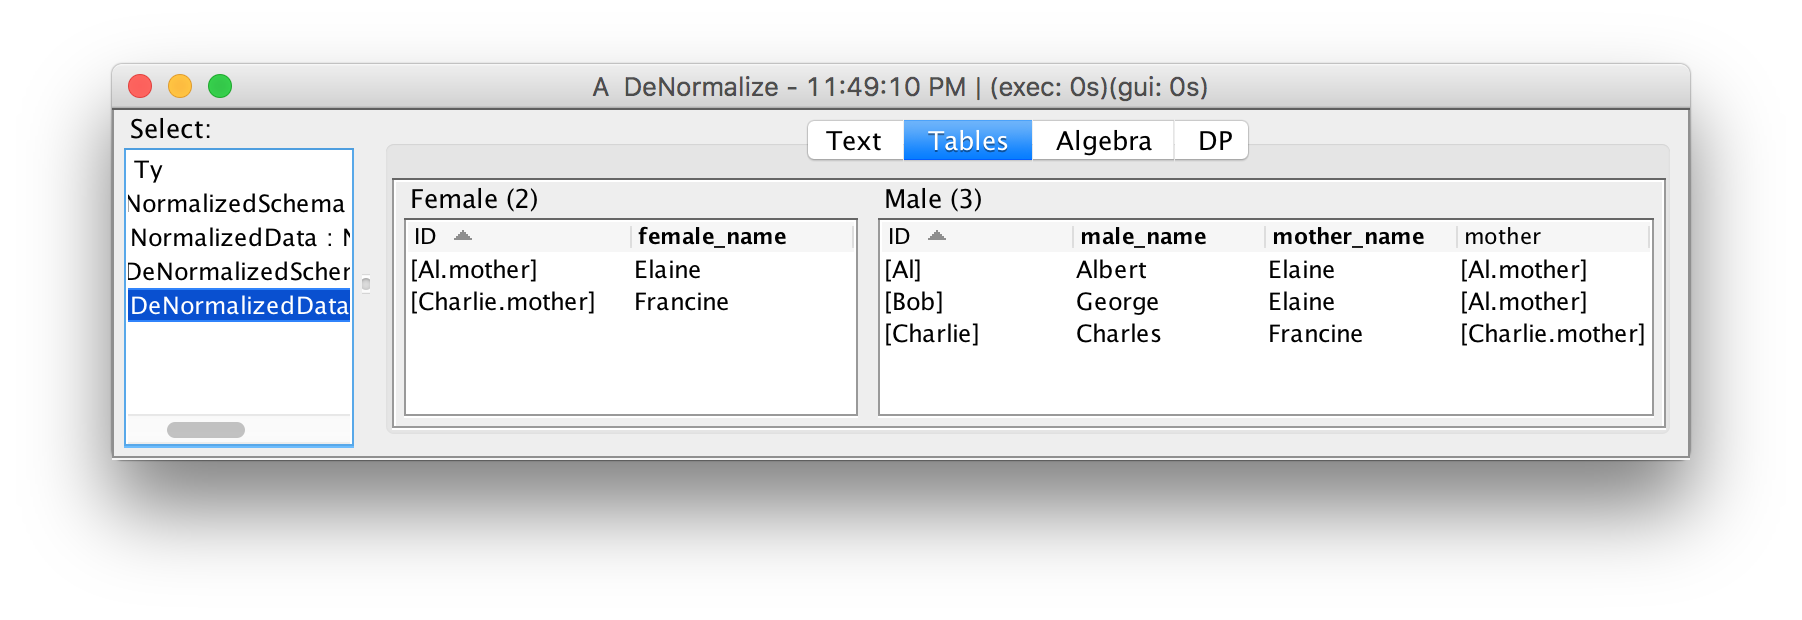 A DeNormalize - 11:49:10 PM | (exec: 0s)(gui: 0s)
Select:
Ty
NormalizedSchema
NormalizedData : N
DeNormalizedScher
DeNormalizedData
Text Tables Algebra DP
Female (2)
ID female_name
[Al.mother] Elaine
[Charlie.mother] Francine
Male (3)
ID male_name mother_name mother
[Al] Albert Elaine [Al.mother]
[Bob] George Elaine [Al.mother]
[Charlie] Charles Francine [Charlie.mother]